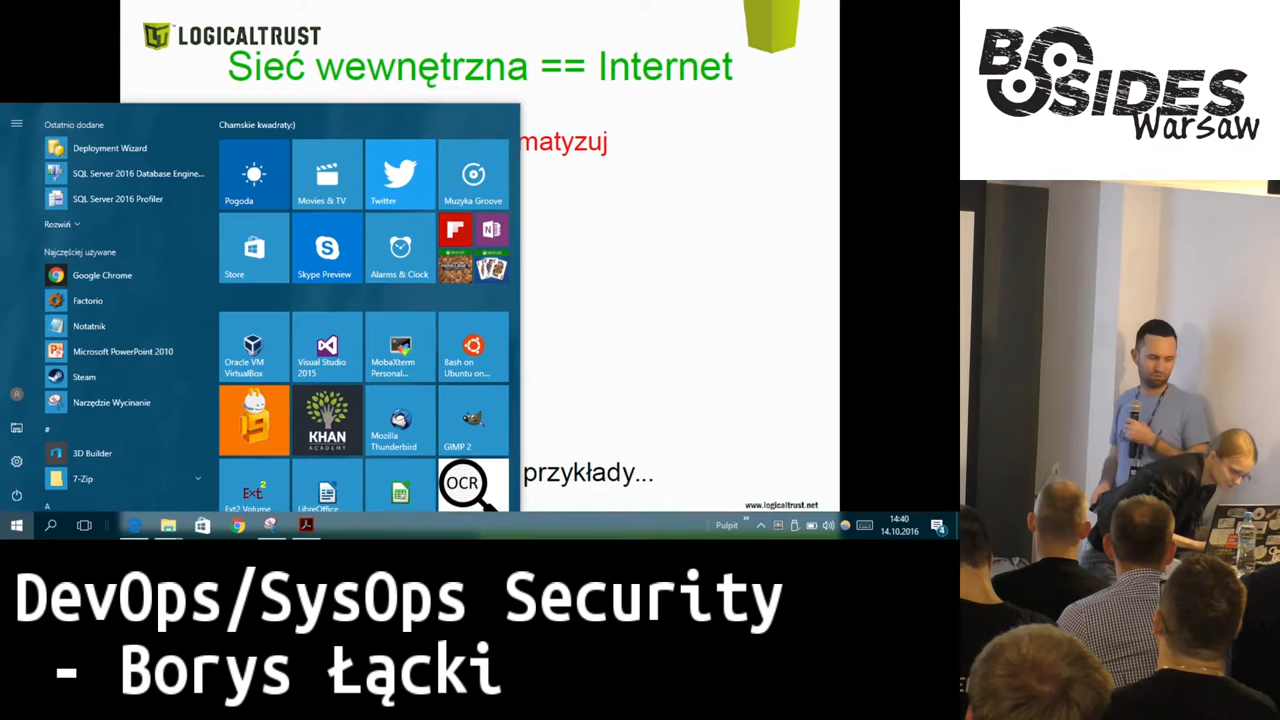 LOGICALTRUST
Sieć wewnętrzna == Internet
matyzuj
przykłady...
www.logicaltrust.net
Ostatnio dodane
Deployment Wizard
SQL Server 2016 Database Engine...
SQL Server 2016 Profiler
Rozwiń
Najczęściej używane
Google Chrome
Factorio
Notatnik
Microsoft PowerPoint 2010
Steam
Narzędzie Wycinanie
#
3D Builder
7-Zip
A
Chamskie kwadraty:)
Pogoda
Movies & TV
Twitter
Muzyka Groove
Store
Skype Preview
Alarms & Clock
Oracle VM
VirtualBox
Visual Studio
2015
MobaXterm
Personal...
Bash on
Ubuntu on...
KHAN
ACADEMY
Mozilla
Thunderbird
GIMP 2
Ext2
Ext2 Volume
LibreOffice
OCR
Pulpit
14:40
14.10.2016
4
BSIDES
Warsaw
DevOps/SysOps Security
- Borys Łącki